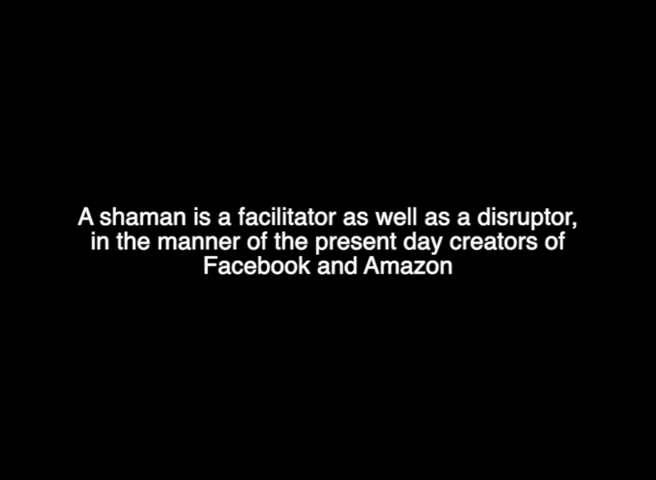 A shaman is a facilitator as well as a disruptor,
in the manner of the present day creators of
Facebook and Amazon